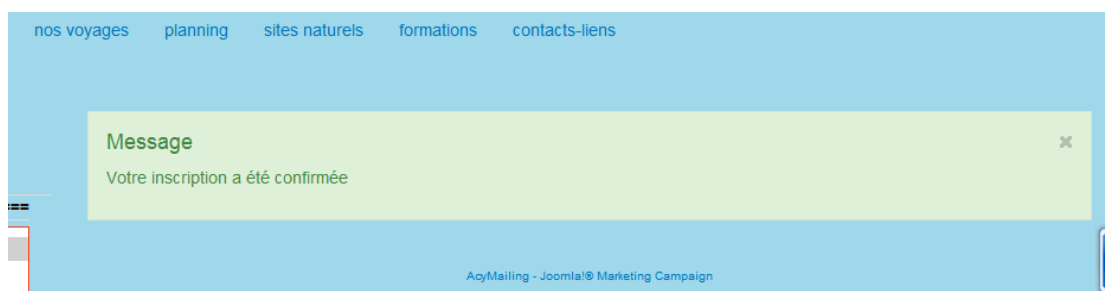 nos voyages planning sites naturels formations contacts-liens
Message
×
Votre inscription a été confirmée
===
AcyMailing - Joomla!® Marketing Campaign